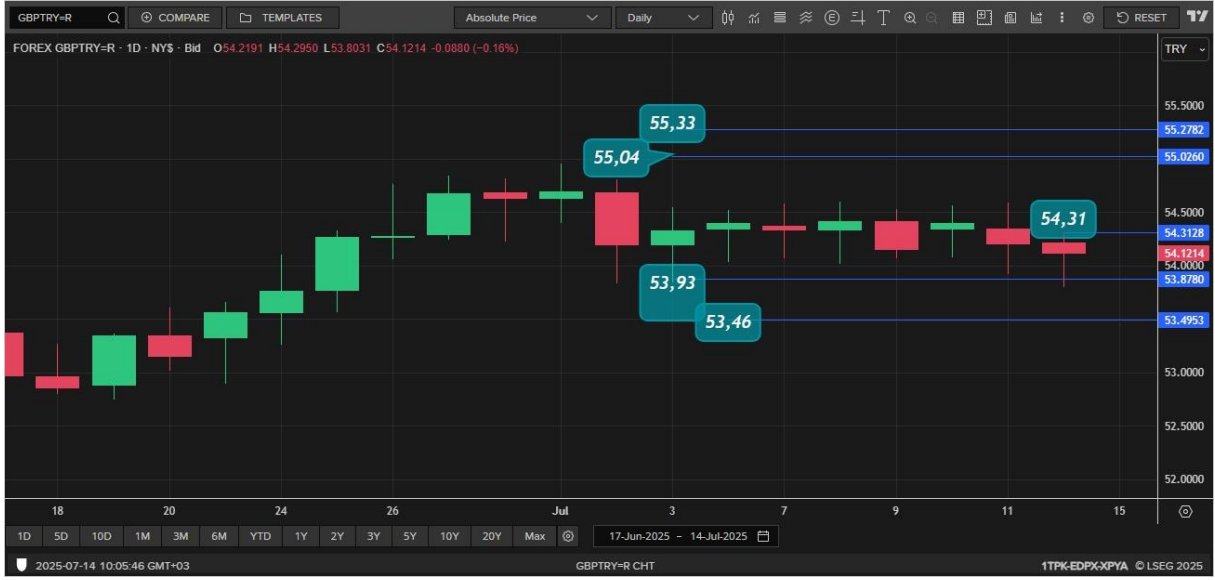 GBPTRY=R COMPARE TEMPLATES Absolute Price Daily RESET
FOREX GBPTRY=R · 1D · NY$ · Bid O54.2191 H54.2950 L53.8031 C54.1214 -0.0880 (−0.16%)
TRY
55.5000
55,33
55.2782
55,04
55.0260
54.5000
54,31
54.3128
54.1214
54.0000
53,93
53.8780
53,46
53.4953
53.0000
52.5000
52.0000
18 20 24 26 Jul 3 7 9 11 15
1D 5D 10D 1M 3M 6M YTD 1Y 2Y 3Y 5Y 10Y 20Y Max 17-Jun-2025 - 14-Jul-2025
2025-07-14 10:05:46 GMT+03 GBPTRY=R CHT 1TPK-EDPX-XPYA © LSEG 2025